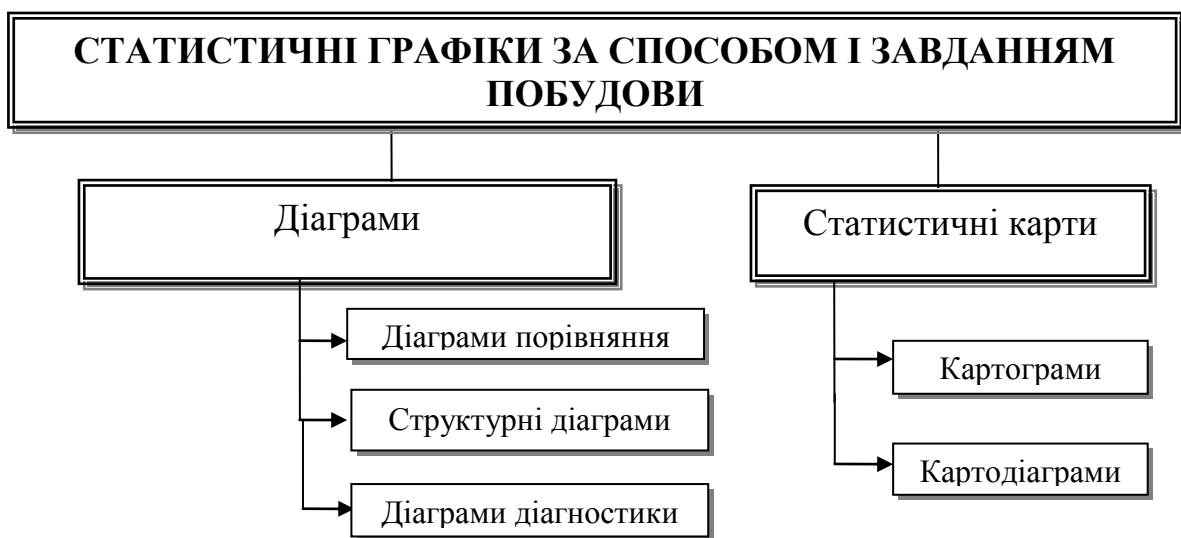 СТАТИСТИЧНІ ГРАФІКИ ЗА СПОСОБОМ І ЗАВДАННЯМ
ПОБУДОВИ
Діаграми
Статистичні карти
Діаграми порівняння
Картограми
Структурні діаграми
Картодіаграми
Діаграми діагностики